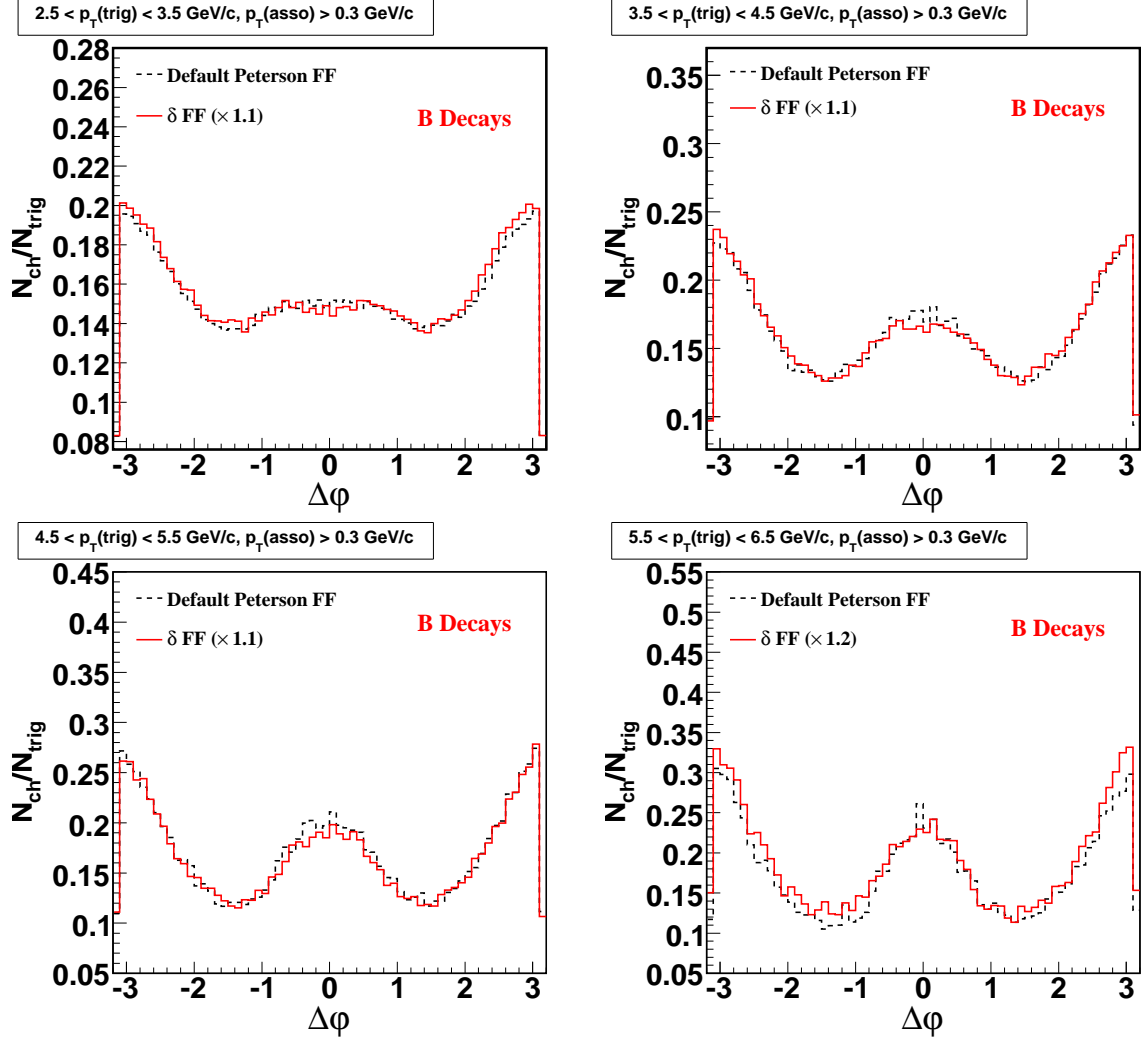 2.5 < p_T(trig) < 3.5 GeV/c, p_T(asso) > 0.3 GeV/c
N_ch/N_trig
0.28
0.26
0.24
0.22
0.2
0.18
0.16
0.14
0.12
0.1
0.08
Default Peterson FF
δ FF (× 1.1)
B Decays
-3 -2 -1 0 1 2 3
Δφ
3.5 < p_T(trig) < 4.5 GeV/c, p_T(asso) > 0.3 GeV/c
N_ch/N_trig
0.35
0.3
0.25
0.2
0.15
0.1
Default Peterson FF
δ FF (× 1.1)
B Decays
-3 -2 -1 0 1 2 3
Δφ
4.5 < p_T(trig) < 5.5 GeV/c, p_T(asso) > 0.3 GeV/c
N_ch/N_trig
0.45
0.4
0.35
0.3
0.25
0.2
0.15
0.1
0.05
Default Peterson FF
δ FF (× 1.1)
B Decays
-3 -2 -1 0 1 2 3
Δφ
5.5 < p_T(trig) < 6.5 GeV/c, p_T(asso) > 0.3 GeV/c
N_ch/N_trig
0.55
0.5
0.45
0.4
0.35
0.3
0.25
0.2
0.15
0.1
0.05
Default Peterson FF
δ FF (× 1.2)
B Decays
-3 -2 -1 0 1 2 3
Δφ